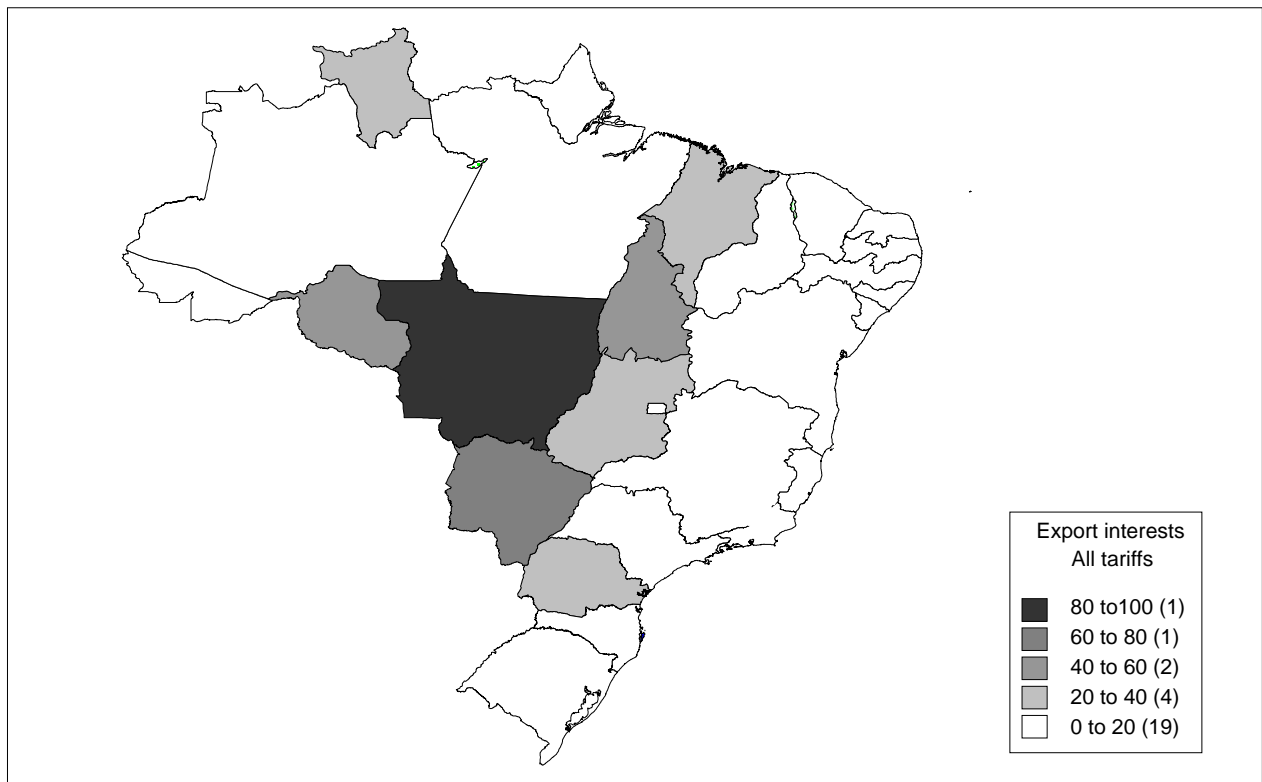 Export interests
All tariffs
80 to100 (1)
60 to 80 (1)
40 to 60 (2)
20 to 40 (4)
0 to 20 (19)